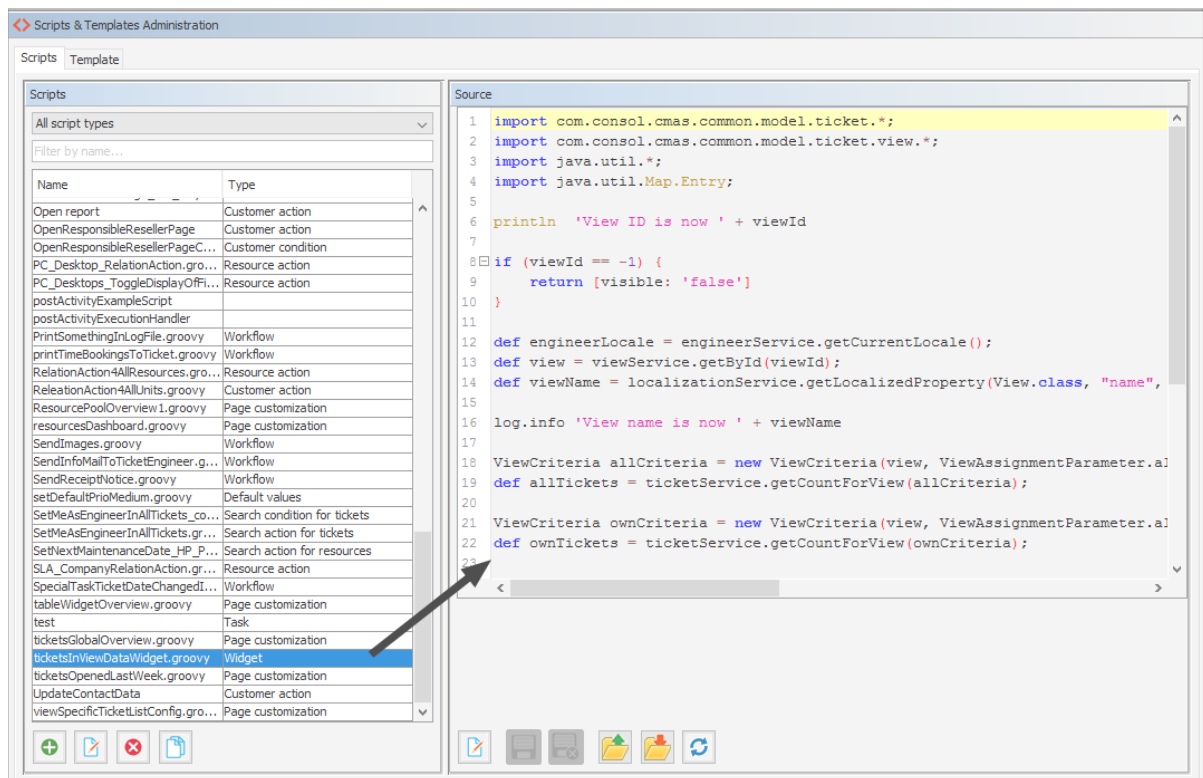 Scripts & Templates Administration
Scripts Template
Scripts
All script types
Filter by name...
Name Type
Open report Customer action
OpenResponsibleResellerPage Customer action
OpenResponsibleResellerPageC... Customer condition
PC_Desktop_RelationAction.gro... Resource action
PC_Desktops_ToggleDisplayOfFi... Resource action
postActivityExampleScript
postActivityExecutionHandler
PrintSomethingInLogFile.groovy Workflow
printTimeBookingsToTicket.groovy Workflow
RelationAction4AllResources.gro... Resource action
ReleationAction4AllUnits.groovy Customer action
ResourcePoolOverview1.groovy Page customization
resourcesDashboard.groovy Page customization
SendImages.groovy Workflow
SendInfoMailToTicketEngineer.g... Workflow
SendReceiptNotice.groovy Workflow
setDefaultPrioMedium.groovy Default values
SetMeAsEngineerInAllTickets_co... Search condition for tickets
SetMeAsEngineerInAllTickets.gr... Search action for tickets
SetNextMaintenanceDate_HP_P... Search action for resources
SLA_CompanyRelationAction.gr... Resource action
SpecialTaskTicketDateChangedI... Workflow
tableWidgetOverview.groovy Page customization
test Task
ticketsGlobalOverview.groovy Page customization
ticketsInViewDataWidget.groovy Widget
ticketsOpenedLastWeek.groovy Page customization
UpdateContactData Customer action
viewSpecificTicketListConfig.gro... Page customization
Source
1 import com.consol.cmas.common.model.ticket.*;
2 import com.consol.cmas.common.model.ticket.view.*;
3 import java.util.*;
4 import java.util.Map.Entry;
5
6 println 'View ID is now ' + viewId
7
8 if (viewId == -1) {
9 return [visible: 'false']
10 }
11
12 def engineerLocale = engineerService.getCurrentLocale();
13 def view = viewService.getById(viewId);
14 def viewName = localizationService.getLocalizedProperty(View.class, "name",
15
16 log.info 'View name is now ' + viewName
17
18 ViewCriteria allCriteria = new ViewCriteria(view, ViewAssignmentParameter.al
19 def allTickets = ticketService.getCountForView(allCriteria);
20
21 ViewCriteria ownCriteria = new ViewCriteria(view, ViewAssignmentParameter.al
22 def ownTickets = ticketService.getCountForView(ownCriteria);
23